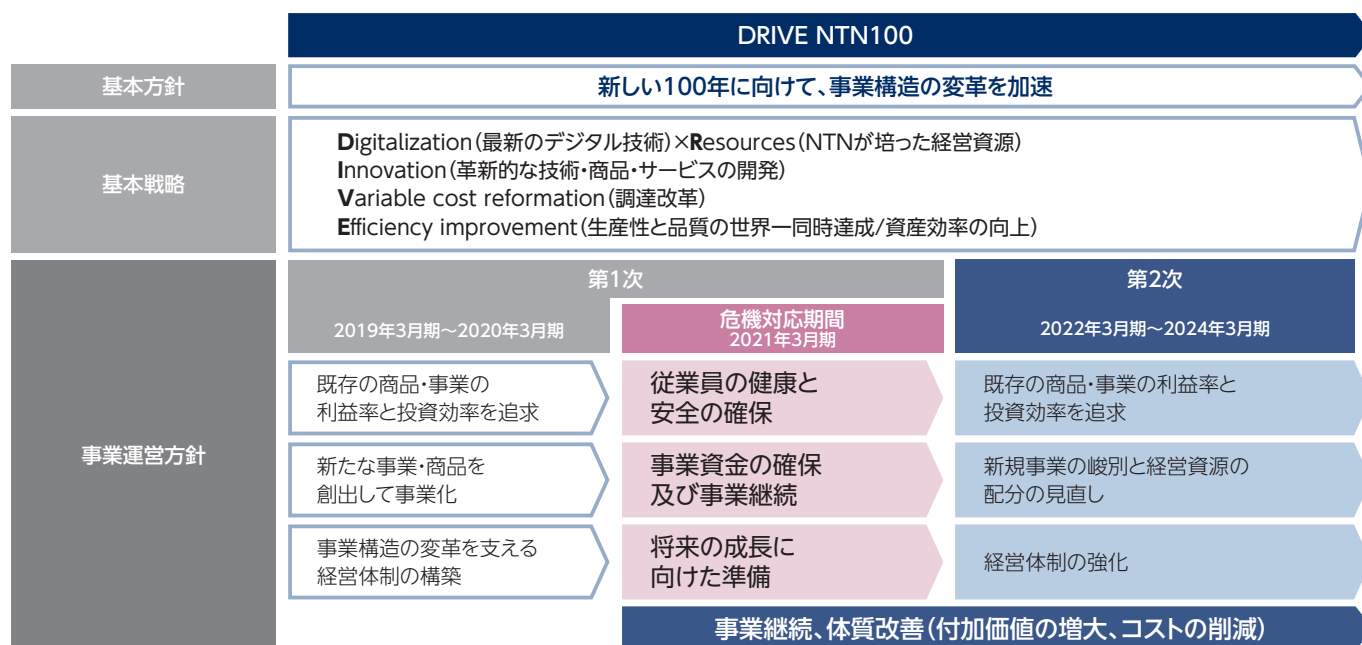 DRIVE NTN100
基本方針
新しい100年に向けて、事業構造の変革を加速
基本戦略
Digitalization(最新のデジタル技術)×Resources(NTNが培った経営資源)
Innovation(革新的な技術・商品・サービスの開発)
Variable cost reformation(調達改革)
Efficiency improvement(生産性と品質の世界一同時達成/資産効率の向上)
事業運営方針
第1次
第2次
2019年3月期～2020年3月期
危機対応期間
2021年3月期
2022年3月期～2024年3月期
既存の商品・事業の
利益率と投資効率を追求
従業員の健康と
安全の確保
既存の商品・事業の利益率と
投資効率を追求
新たな事業・商品を
創出して事業化
事業資金の確保
及び事業継続
新規事業の峻別と経営資源の
配分の見直し
事業構造の変革を支える
経営体制の構築
将来の成長に
向けた準備
経営体制の強化
事業継続、体質改善(付加価値の増大、コストの削減)